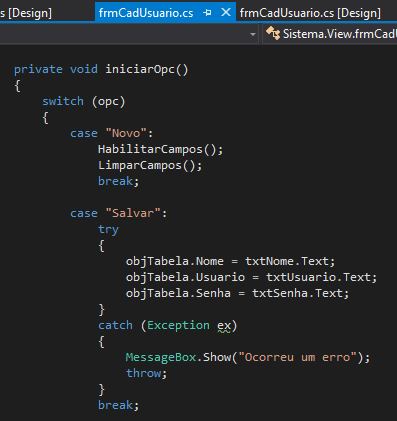 s [Design]
frmCadUsuario.cs
frmCadUsuario.cs [Design]
Sistema.View.frmCadU
private void iniciarOpc()
{
switch (opc)
{
case "Novo":
HabilitarCampos();
LimparCampos();
break;
case "Salvar":
try
{
objTabela.Nome = txtNome.Text;
objTabela.Usuario = txtUsuario.Text;
objTabela.Senha = txtSenha.Text;
}
catch (Exception ex)
{
MessageBox.Show("Ocorreu um erro");
throw;
}
break;